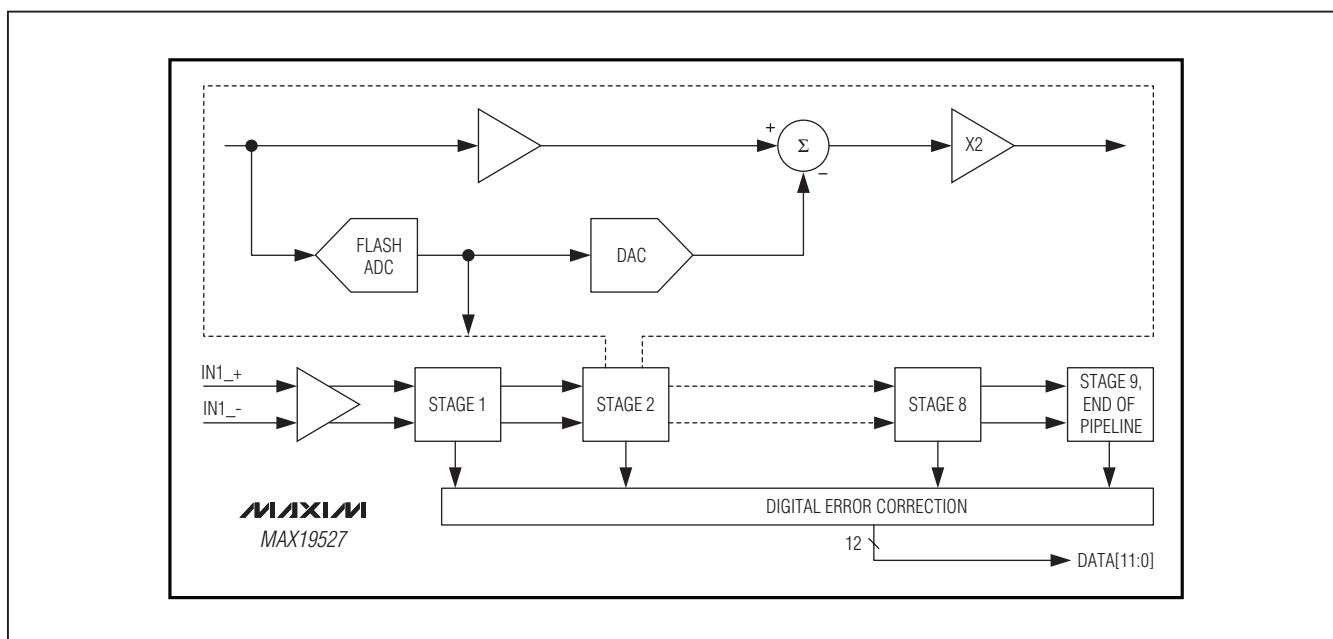 +
Σ
−
X2
FLASH
ADC
DAC
IN1_+
IN1_-
STAGE 1
STAGE 2
STAGE 8
STAGE 9,
END OF
PIPELINE
DIGITAL ERROR CORRECTION
MAXIM
MAX19527
12
DATA[11:0]